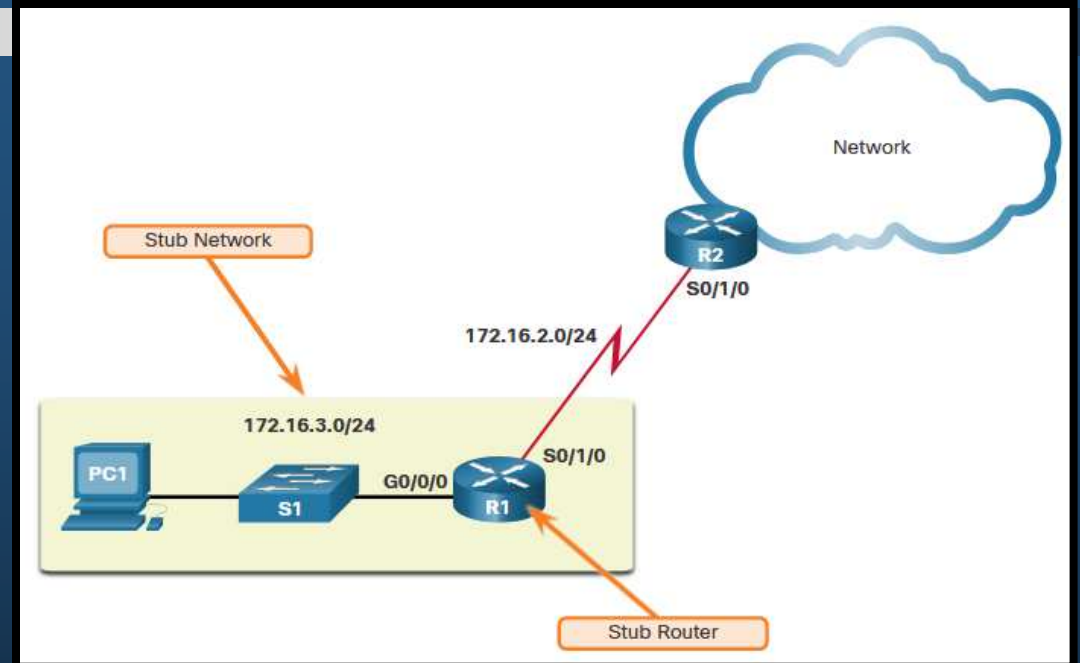 Network
Stub Network
R2
S0/1/0
172.16.2.0/24
172.16.3.0/24
S0/1/0
PC1
G0/0/0
S1
R1
Stub Router